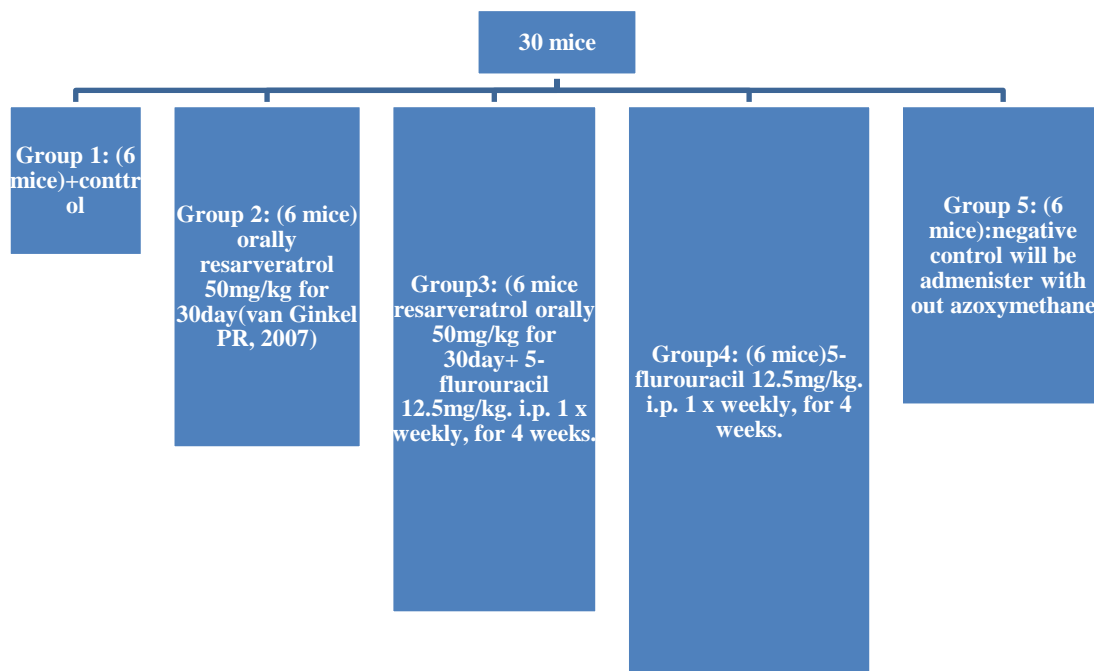 30 mice
Group 1: (6
mice)+conttr
ol
Group 2: (6 mice)
orally
resarveratrol
50mg/kg for
30day(van Ginkel
PR, 2007)
Group3: (6 mice
resarveratrol orally
50mg/kg for
30day+ 5-
flurouracil
12.5mg/kg. i.p. 1 x
weekly, for 4 weeks.
Group4: (6 mice)5-
flurouracil 12.5mg/kg.
i.p. 1 x weekly, for 4
weeks.
Group 5: (6
mice):negative
control will be
admenister with
out azoxymethane